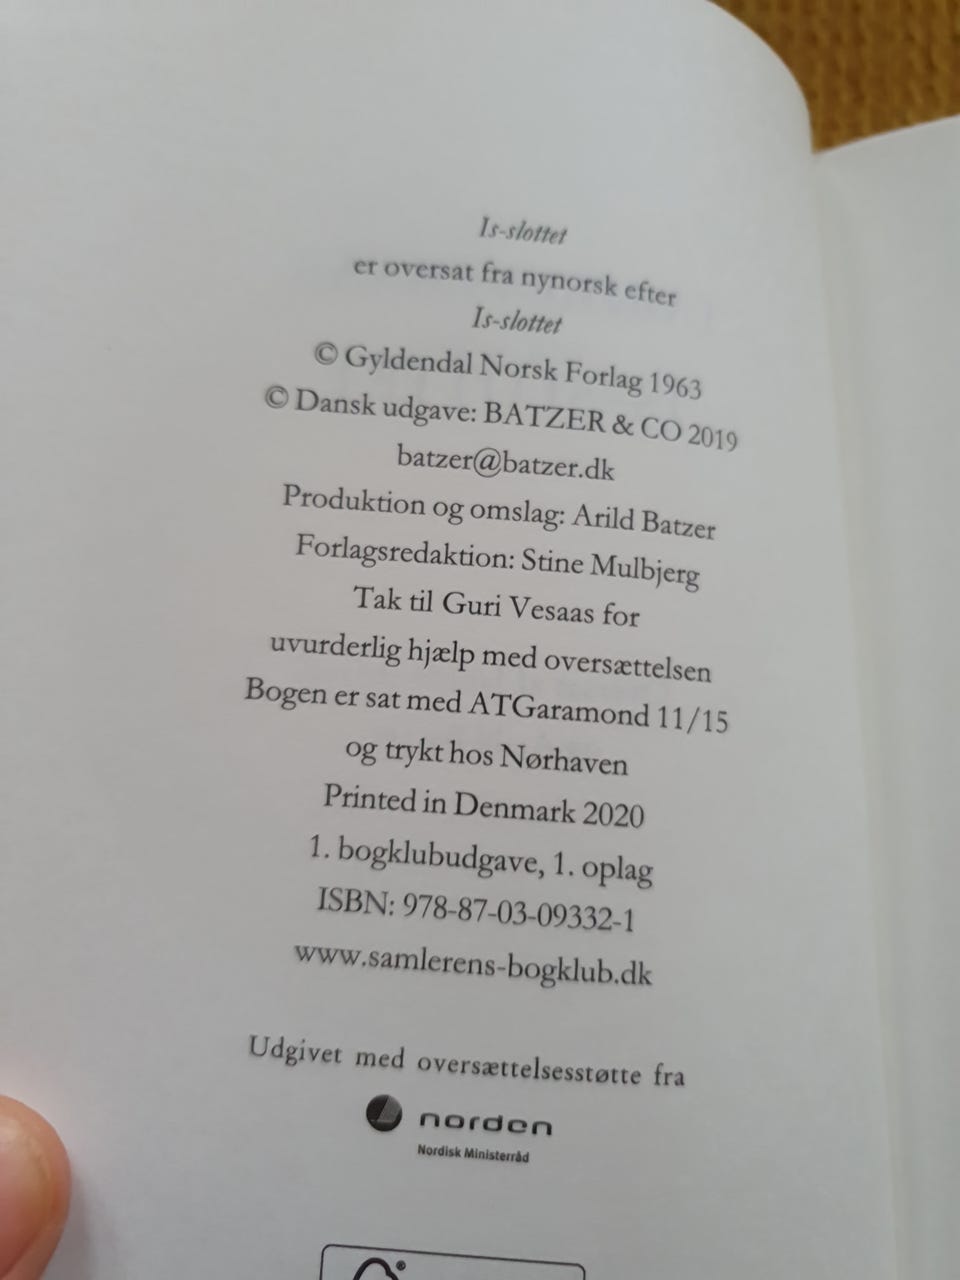 Is-slottet
er oversat fra nynorsk efter
Is-slottet
© Gyldendal Norsk Forlag 1963
© Dansk udgave: BATZER & CO 2019
batzer@batzer.dk
Produktion og omslag: Arild Batzer
Forlagsredaktion: Stine Mulbjerg
Tak til Guri Vesaas for
uvurderlig hjælp med oversættelsen
Bogen er sat med ATGaramond 11/15
og trykt hos Nørhaven
Printed in Denmark 2020
1. bogklubudgave, 1. oplag
ISBN: 978-87-03-09332-1
www.samlerens-bogklub.dk
Udgivet med oversættelsesstøtte fra
norden
Nordisk Ministerråd
®